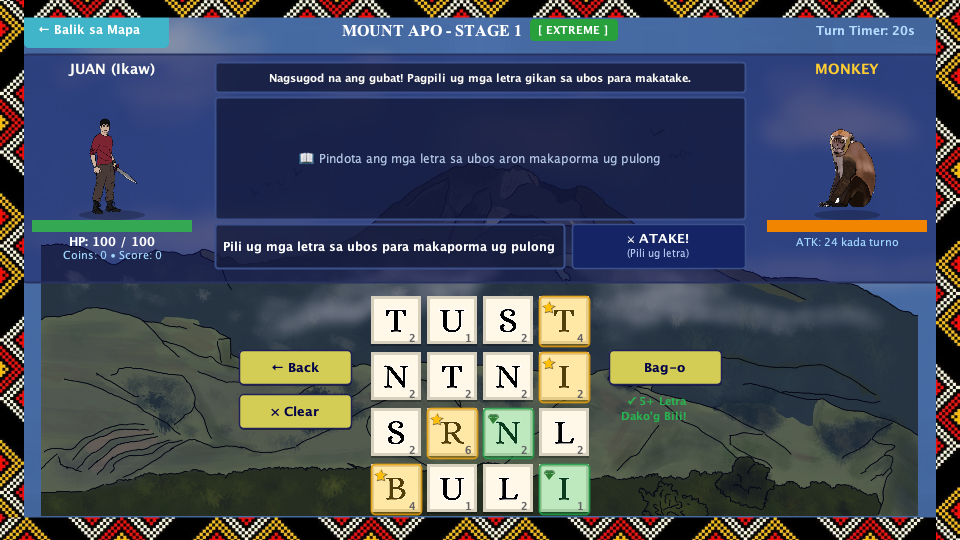 ← Balik sa Mapa
MOUNT APO - STAGE 1 [ EXTREME ]
Turn Timer: 20s
JUAN (Ikaw)
Nagsugod na ang gubat! Pagpili ug mga letra gikan sa ubos para makatake.
MONKEY
📖 Pindota ang mga letra sa ubos aron makaporma ug pulong
HP: 100 / 100
Coins: 0 • Score: 0
Pili ug mga letra sa ubos para makaporma ug pulong
⚔ ATAKE!
(Pili ug letra)
ATK: 24 kada turno
T 2 U 1 S 2 T 4
N 2 T 2 N 2 I 2
S 2 R 6 N 2 L 2
B 4 U 1 L 2 I 1
← Back
× Clear
Bag-o
✓ 5+ Letra
Dako'g Bili!